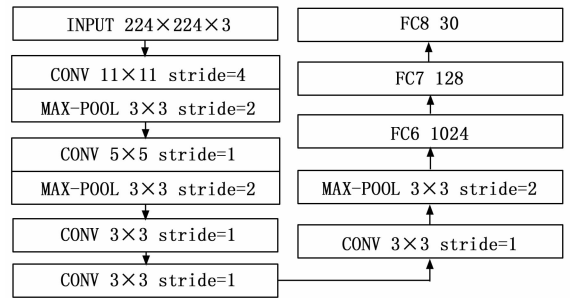 INPUT 224×224×3
CONV 11×11 stride=4
MAX-POOL 3×3 stride=2
CONV 5×5 stride=1
MAX-POOL 3×3 stride=2
CONV 3×3 stride=1
CONV 3×3 stride=1
CONV 3×3 stride=1
MAX-POOL 3×3 stride=2
FC6 1024
FC7 128
FC8 30